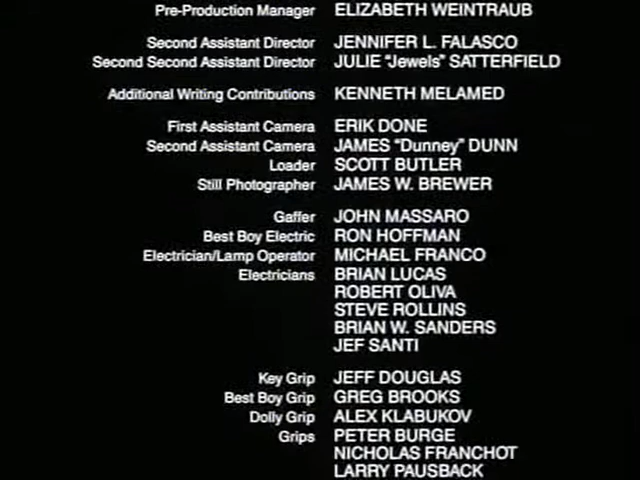 Pre-Production Manager ELIZABETH WEINTRAUB
Second Assistant Director JENNIFER L. FALASCO
Second Second Assistant Director JULIE "Jewels" SATTERFIELD
Additional Writing Contributions KENNETH MELAMED
First Assistant Camera ERIK DONE
Second Assistant Camera JAMES "Dunney" DUNN
Loader SCOTT BUTLER
Still Photographer JAMES W. BREWER
Gaffer JOHN MASSARO
Best Boy Electric RON HOFFMAN
Electrician/Lamp Operator MICHAEL FRANCO
Electricians BRIAN LUCAS
ROBERT OLIVA
STEVE ROLLINS
BRIAN W. SANDERS
JEF SANTI
Key Grip JEFF DOUGLAS
Best Boy Grip GREG BROOKS
Dolly Grip ALEX KLABUKOV
Grips PETER BURGE
NICHOLAS FRANCHOT
LARRY PAUSBACK